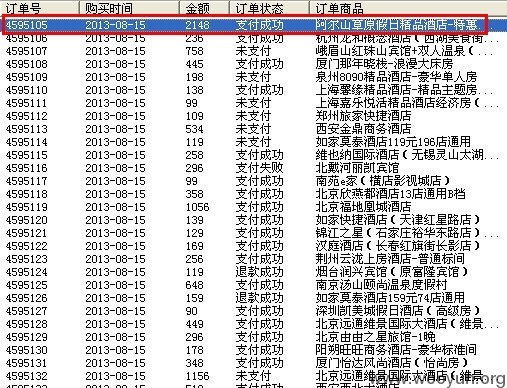 订单号 购买时间 金额 订单状态 订单商品
4595105 2013-08-15 2148 支付成功 阿尔山草原假日精品酒店-特惠...
4595106 2013-08-15 236 支付成功 杭州龙和概念酒店（西湖美食街...
4595107 2013-08-15 758 未支付 峨眉山红珠山宾馆+双人温泉（...
4595108 2013-08-15 445 支付成功 厦门那年晓栈-浪漫大床房
4595109 2013-08-15 198 未支付 泉州8090精品酒店-豪华单人房
4595110 2013-08-15 138 支付成功 上海馨缘精品酒店-精品主题房...
4595111 2013-08-15 99 未支付 上海嘉乐悦活精品酒店经济房（...
4595112 2013-08-15 109 未支付 郑州旅家快捷酒店
4595113 2013-08-15 534 未支付 西安金鼎商务酒店
4595114 2013-08-15 119 未支付 如家莫泰酒店119元196店通用
4595115 2013-08-15 258 支付成功 维也纳国际酒店（无锡灵山太湖...
4595116 2013-08-15 296 支付失败 北戴河丽凯宾馆
4595117 2013-08-15 99 支付成功 南苑e家（横店影视城店）
4595118 2013-08-15 358 支付成功 北京欣燕都酒店13店通用B档
4595119 2013-08-15 1056 支付成功 北京福地凰城酒店
4595120 2013-08-15 139 支付成功 如家快捷酒店（天津红星路店）
4595121 2013-08-15 129 支付成功 锦江之星（石家庄裕华东路店）
4595122 2013-08-15 169 支付成功 汉庭酒店（长春红旗街长影店）
4595123 2013-08-15 256 支付成功 荆州云泷上房酒店-普通标间
4595124 2013-08-15 119 退款成功 烟台润兴宾馆（原富隆宾馆）
4595125 2013-08-15 648 支付成功 南京汤山颐尚温泉度假村
4595126 2013-08-15 159 退款成功 如家莫泰酒店159元74店通用
4595127 2013-08-15 90 支付成功 深圳凯美城日酒店（高级房）
4595128 2013-08-15 449 支付成功 北京远通维景国际大酒店（维景...
4595129 2013-08-15 296 支付成功 北京由由之星旅馆-1晚
4595130 2013-08-15 178 支付成功 阳朔旺旺商务酒店-豪华标准间
4595131 2013-08-15 348 支付成功 厦门怡达风尚酒店（怡尚房）
4595132 2013-08-15 1156 未支付 北京远通维景国际大酒店（维景...
www.wooyun.org